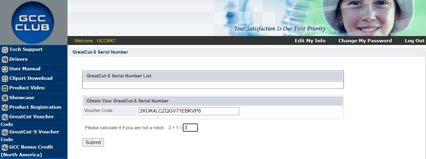 GCC
CLUB
Your Satisfaction Is Our First Priority
Welcome GCCMKT
Edit My Info
Change My Password
Log Out
Tech Support
Drivers
User Manual
Clipart Download
Product Video
Showcase
Product Registration
GreatCut Voucher
Code
GreatCut-S Voucher
Code
GCC Bonus Credit
(North America)
GreatCut-S Serial Number
GreatCut-S Serial Number List
Obtain Your GreatCut-S Serial Number
Voucher Code
2KUK4LCZQGV71EBKVP8
Please calculate it if you are not a robot: 2 + 1 = 3
Submit